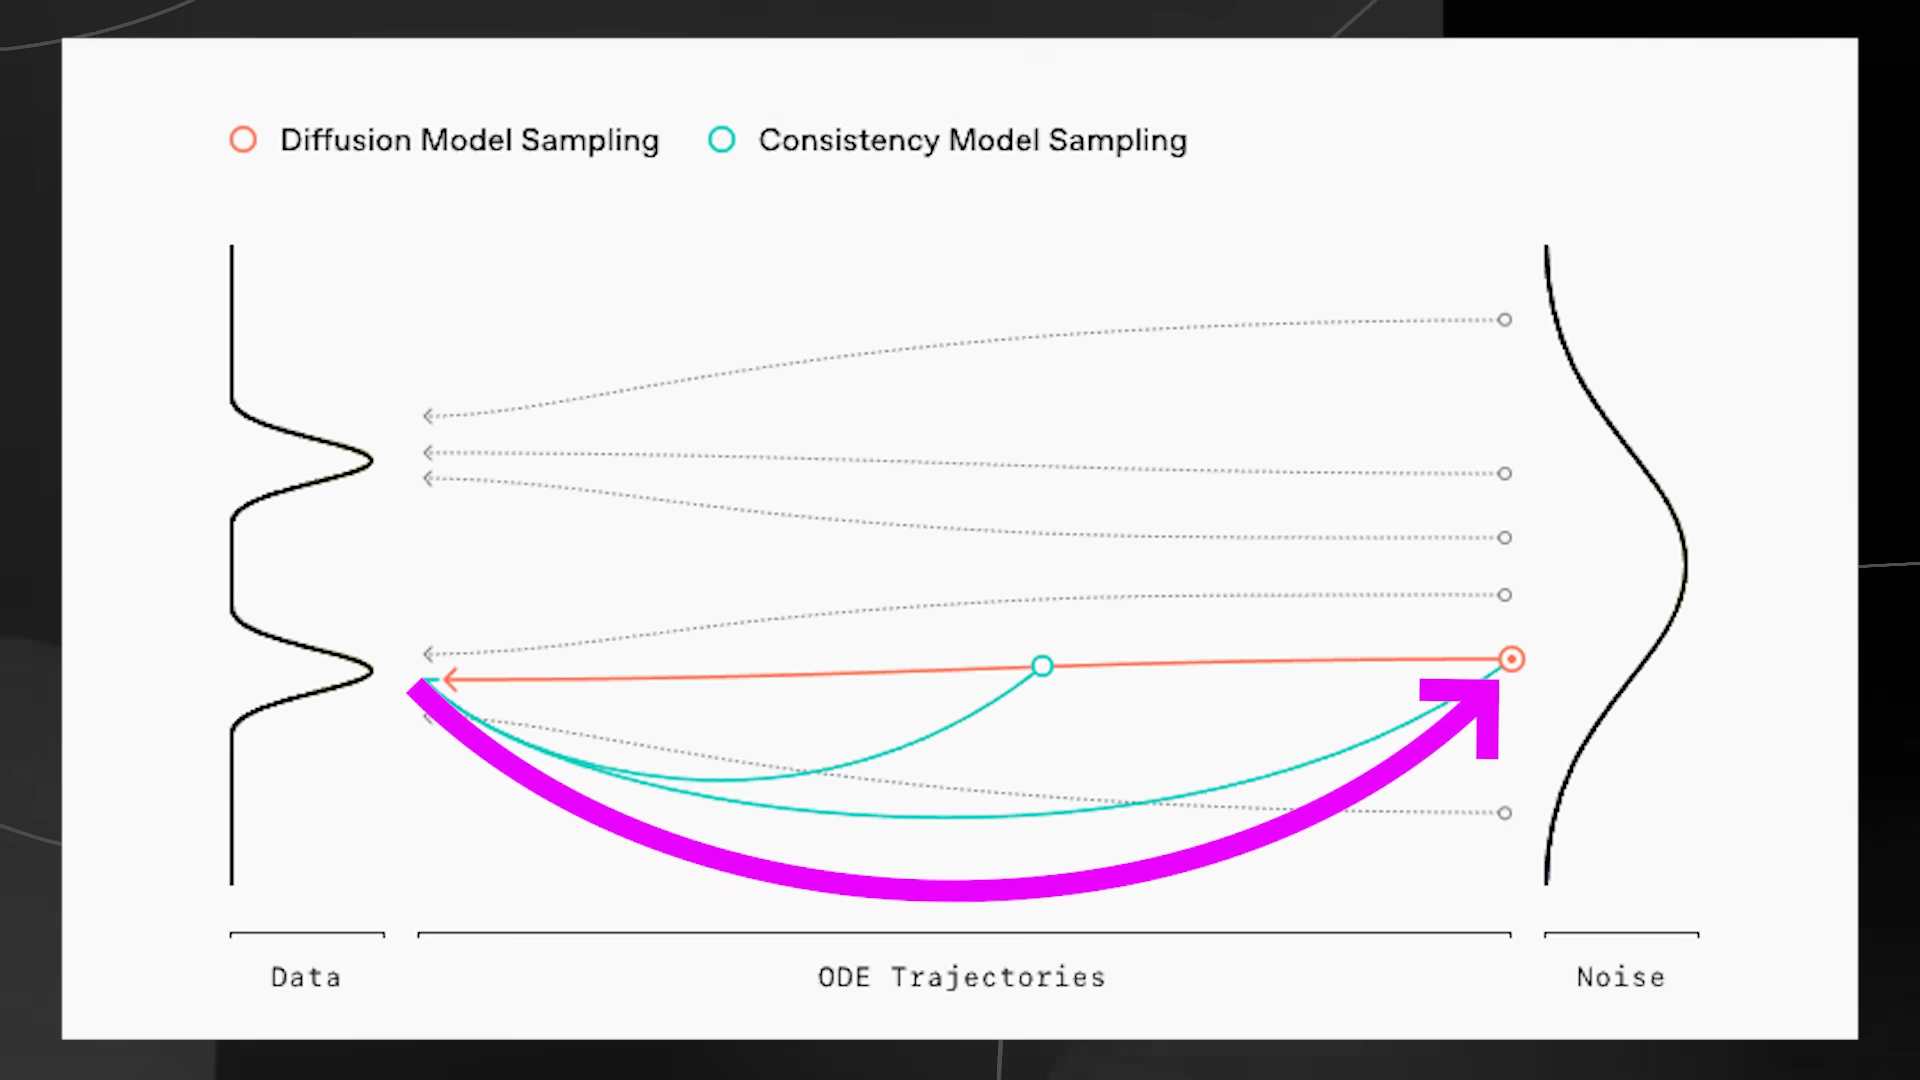 Diffusion Model Sampling Consistency Model Sampling
Data ODE Trajectories Noise